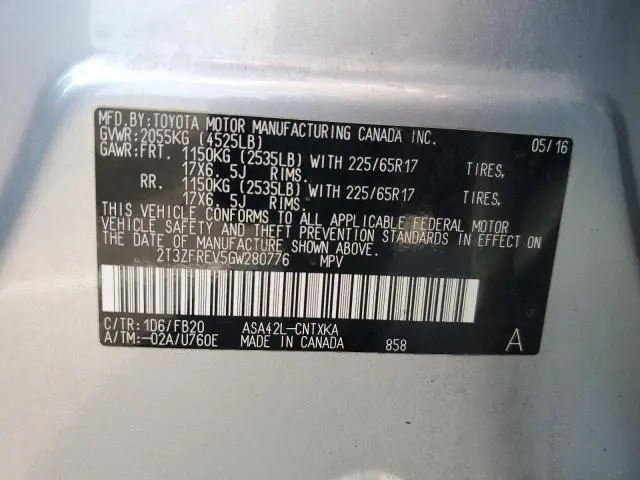 MFD.BY:TOYOTA MOTOR MANUFACTURING CANADA INC. 05/16
GVWR:2055KG (4525LB)
GAWR:FRT. 1150KG (2535LB) WITH 225/65R17 TIRES,
17X6. 5J RIMS.
RR. 1150KG (2535LB) WITH 225/65R17 TIRES,
17X6. 5J RIMS.
THIS VEHICLE CONFORMS TO ALL APPLICABLE FEDERAL MOTOR
VEHICLE SAFETY AND THEFT PREVENTION STANDARDS IN EFFECT ON
THE DATE OF MANUFACTURE SHOWN ABOVE.
2T3ZFREV5GW280776 MPV
C/TR:1D6/FB20 ASA42L-CNTXKA
A/TM:-02A/U760E MADE IN CANADA 858 A